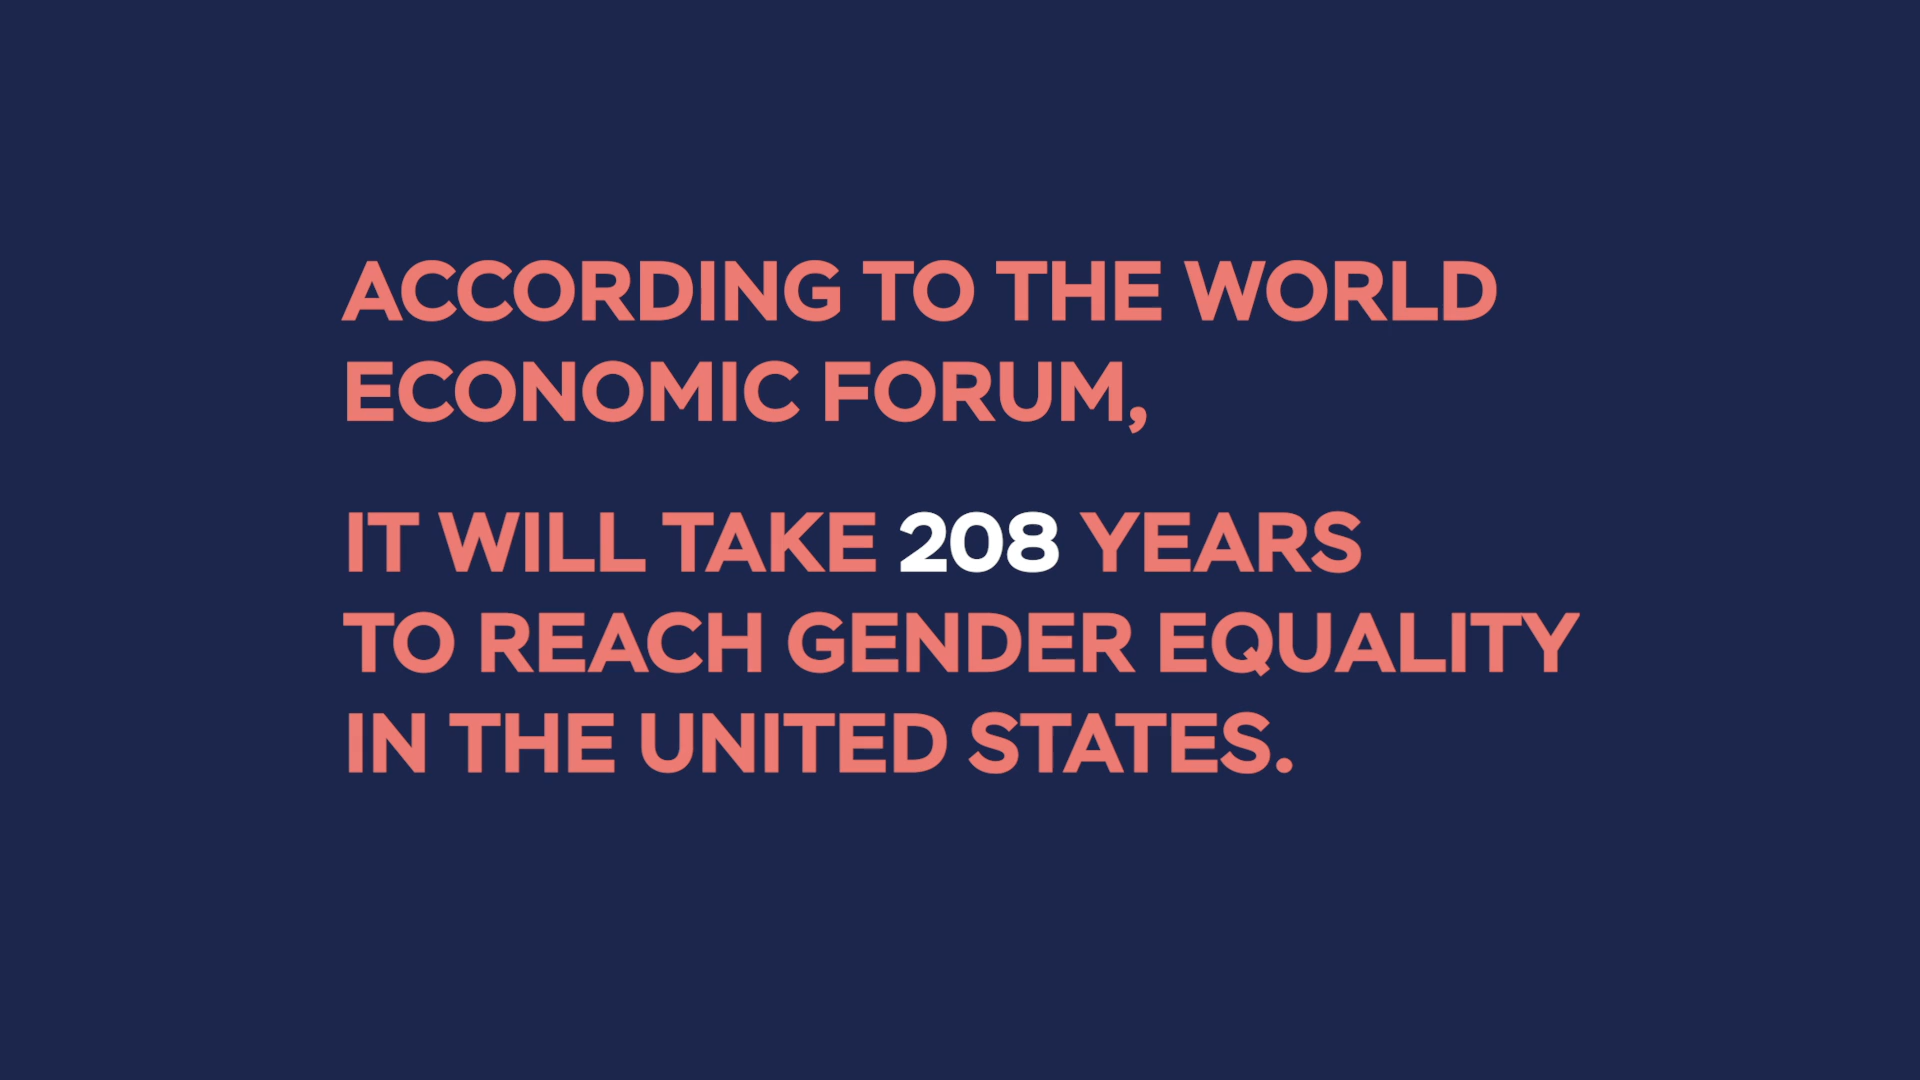 ACCORDING TO THE WORLD
ECONOMIC FORUM,
IT WILL TAKE 208 YEARS
TO REACH GENDER EQUALITY
IN THE UNITED STATES.